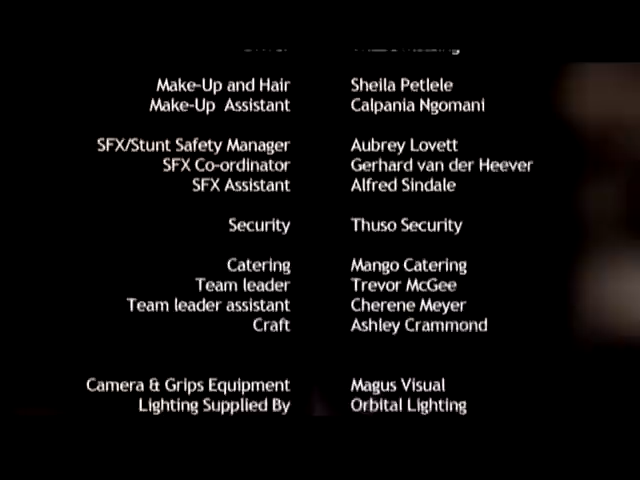 Make-Up and Hair Sheila Petlele
Make-Up Assistant Calpania Ngomani
SFX/Stunt Safety Manager Aubrey Lovett
SFX Co-ordinator Gerhard van der Heever
SFX Assistant Alfred Sindale
Security Thuso Security
Catering Mango Catering
Team leader Trevor McGee
Team leader assistant Cherene Meyer
Craft Ashley Crammond
Camera & Grips Equipment Magus Visual
Lighting Supplied By Orbital Lighting